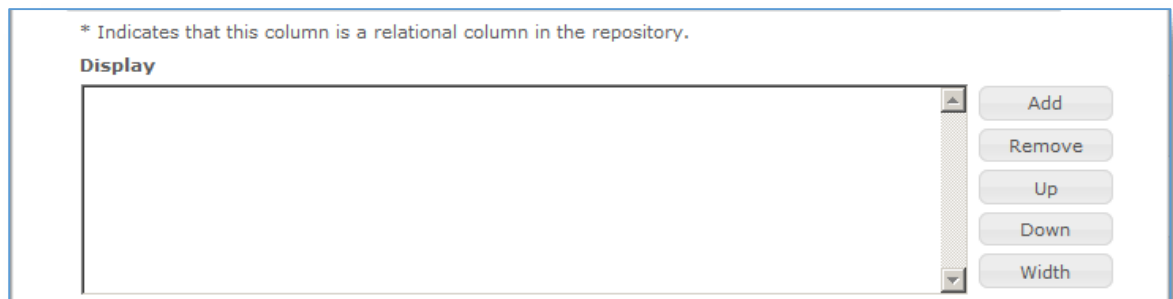 * Indicates that this column is a relational column in the repository.
Display
Add
Remove
Up
Down
Width